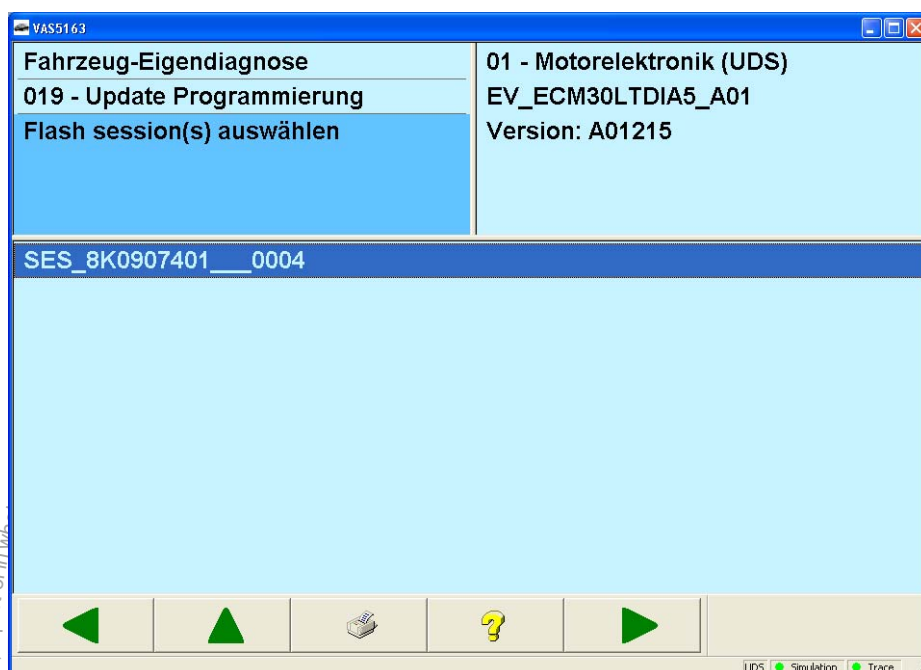 VAS5163
Fahrzeug-Eigendiagnose
019 - Update Programmierung
Flash session(s) auswählen
01 - Motorelektronik (UDS)
EV_ECM30LTDIA5_A01
Version: A01215
SES_8K0907401___0004
UDS Simulation Trace